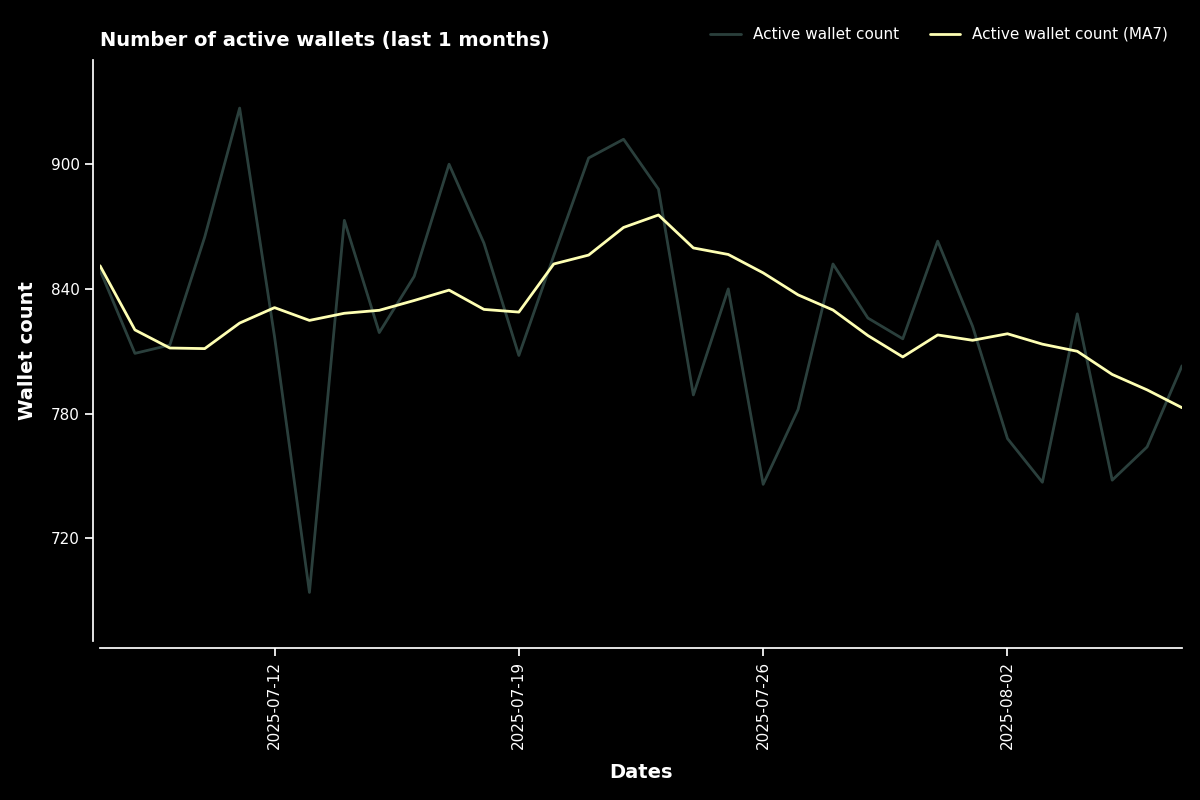 Number of active wallets (last 1 months)
Active wallet count
Active wallet count (MA7)
Wallet count
900
840
780
720
2025-07-12
2025-07-19
2025-07-26
2025-08-02
Dates